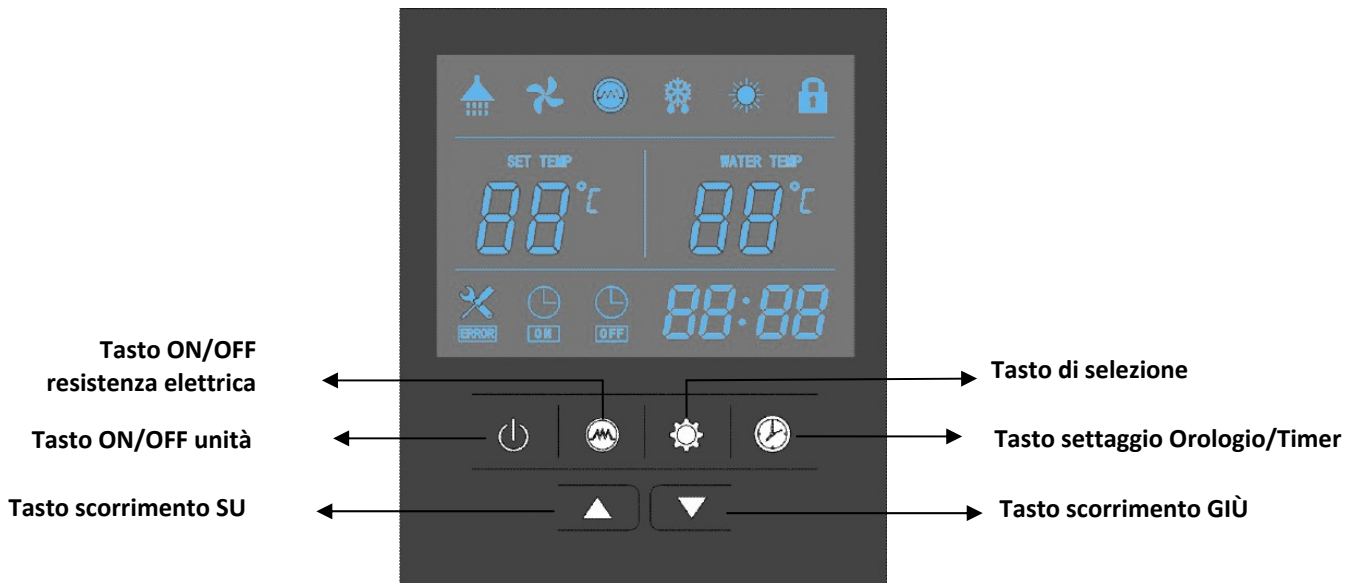 SET TEMP
WATER TEMP
88°C
88°C
ERROR
ON
OFF
88:88
Tasto ON/OFF
resistenza elettrica
Tasto di selezione
Tasto ON/OFF unità
Tasto settaggio Orologio/Timer
Tasto scorrimento SU
Tasto scorrimento GIÙ